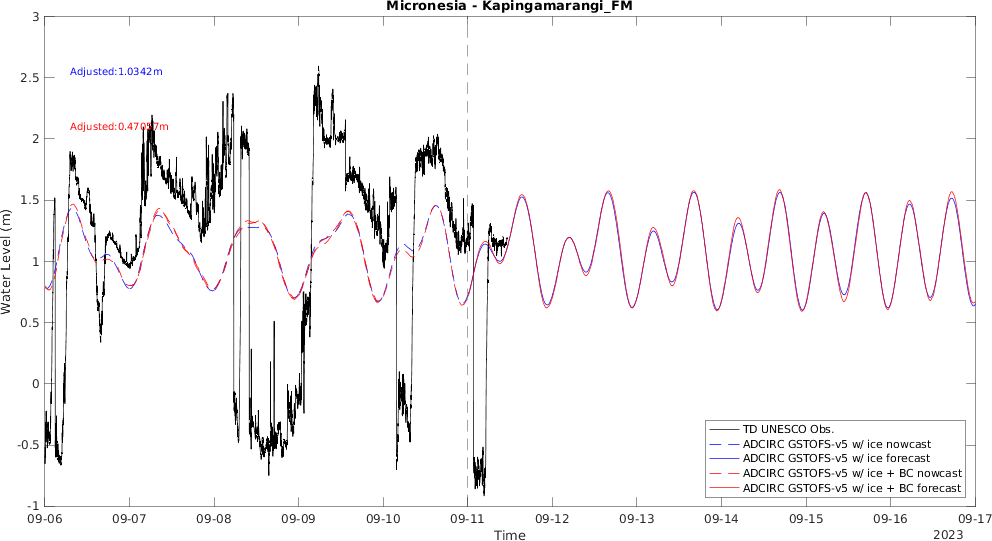 Micronesia - Kapingamarangi_FM
3
2.5
2
1.5
1
0.5
0
-0.5
-1
Water Level (m)
Adjusted:1.0342m
TD UNESCO Obs.
ADCIRC GSTOFS-v5 w/ ice nowcast
ADCIRC GSTOFS-v5 w/ ice forecast
ADCIRC GSTOFS-v5 w/ ice + BC nowcast
ADCIRC GSTOFS-v5 w/ ice + BC forecast
09-06 09-07 09-08 09-09 09-10 09-11 09-12 09-13 09-14 09-15 09-16 09-17
Time
2023